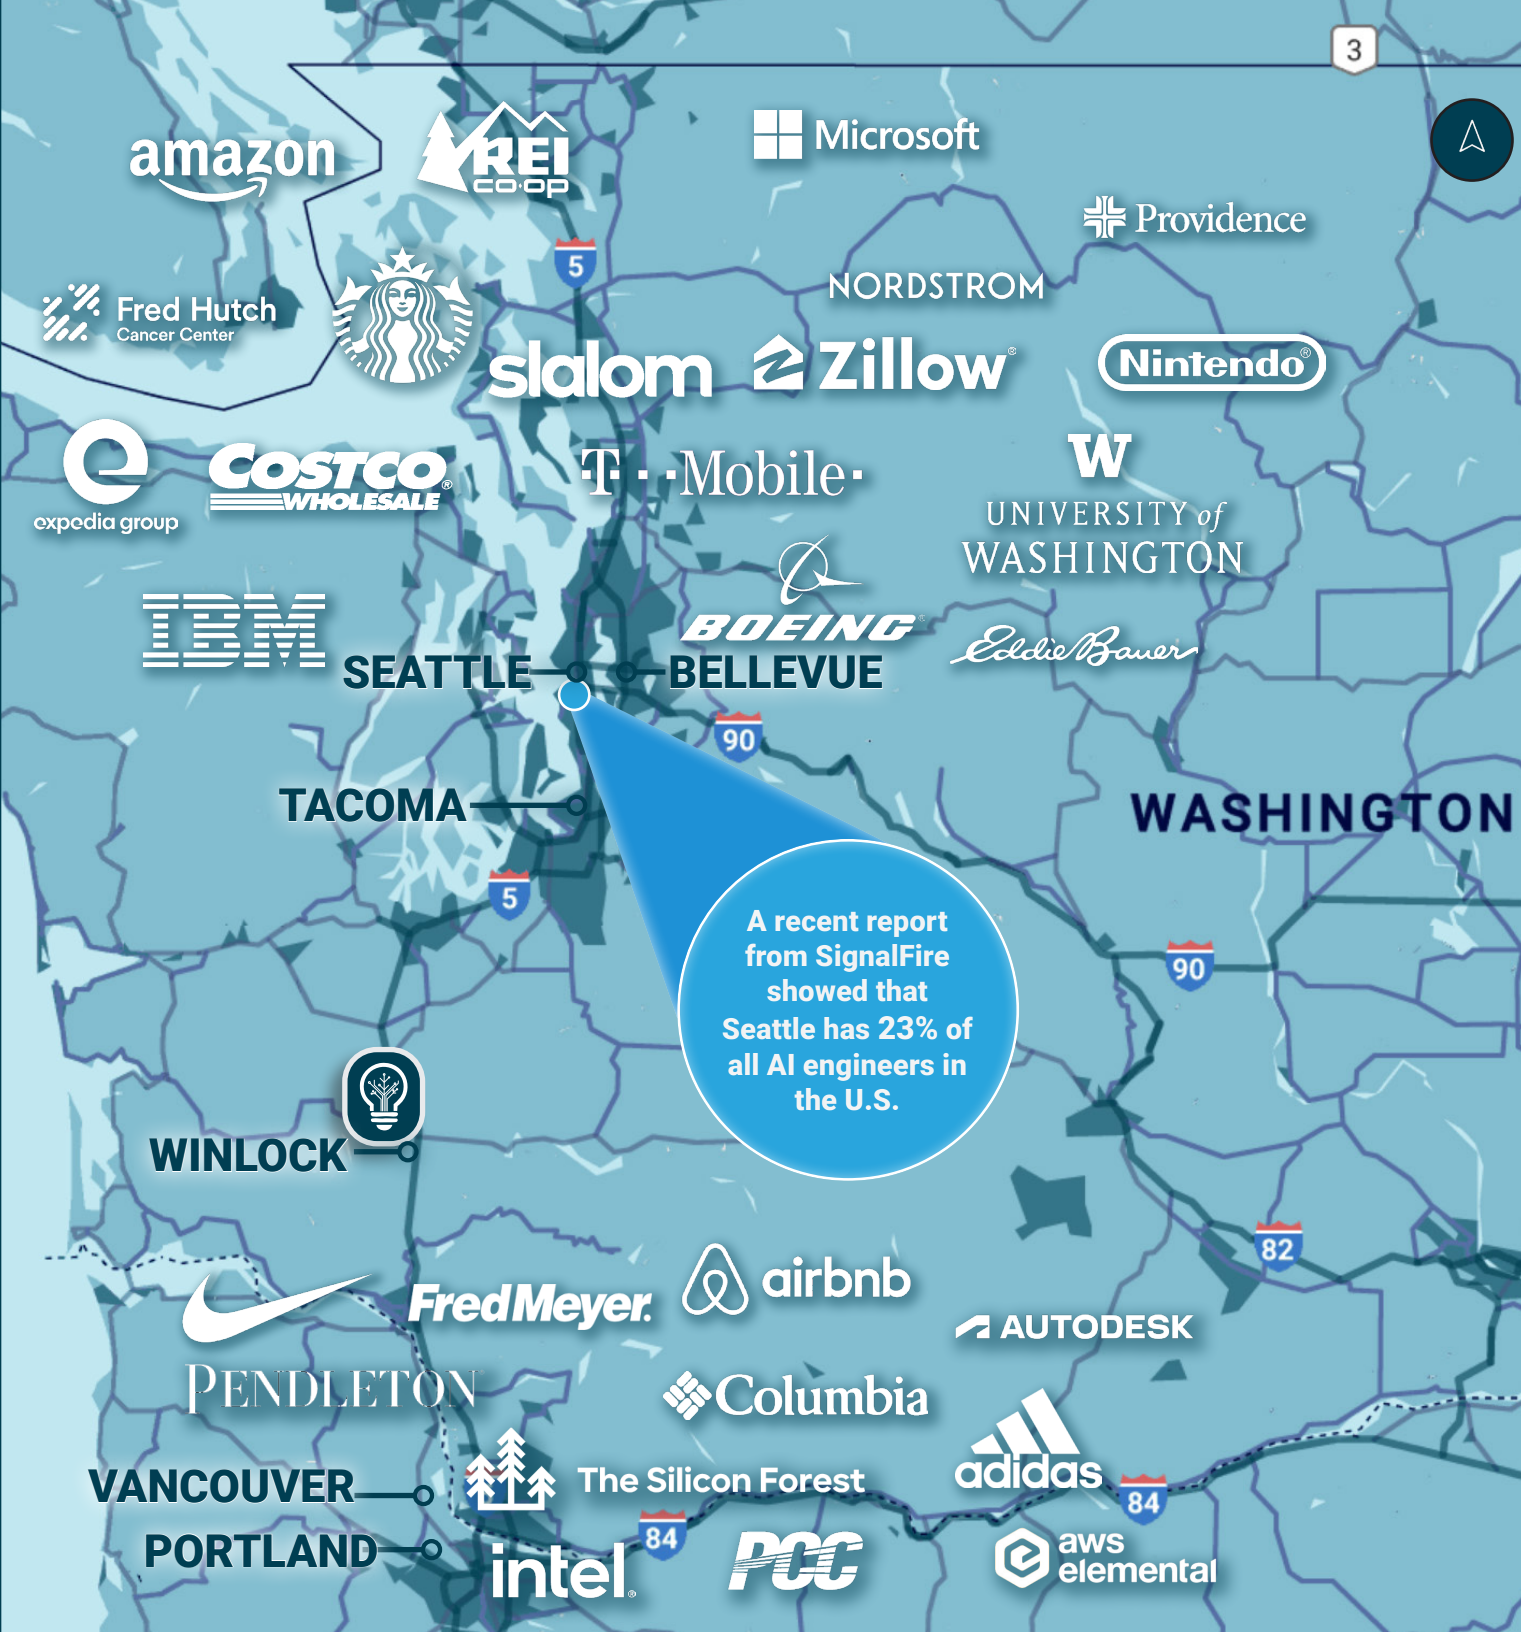 3
amazon
REI
co·op
Microsoft
Providence
5
NORDSTROM
Fred Hutch
Cancer Center
slalom
Zillow®
Nintendo®
expedia group
COSTCO®
WHOLESALE
T··Mobile·
W
UNIVERSITY of
WASHINGTON
IBM
BOEING®
Eddie Bauer
SEATTLE
BELLEVUE
90
TACOMA
WASHINGTON
5
A recent report
from SignalFire
showed that
Seattle has 23% of
all AI engineers in
the U.S.
90
WINLOCK
82
FredMeyer.
airbnb
AUTODESK
PENDLETON
Columbia
adidas
VANCOUVER
The Silicon Forest
84
PORTLAND
84
intel®
PCC
aws
elemental